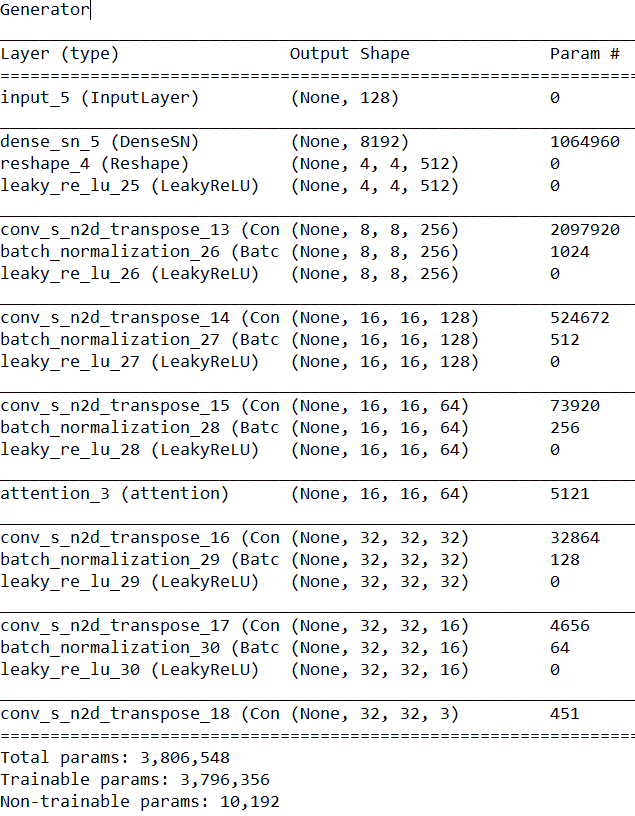 Generator
Layer (type) Output Shape Param #
input_5 (InputLayer) (None, 128) 0
dense_sn_5 (DenseSN) (None, 8192) 1064960
reshape_4 (Reshape) (None, 4, 4, 512) 0
leaky_re_lu_25 (LeakyReLU) (None, 4, 4, 512) 0
conv_s_n2d_transpose_13 (Con (None, 8, 8, 256) 2097920
batch_normalization_26 (Batc (None, 8, 8, 256) 1024
leaky_re_lu_26 (LeakyReLU) (None, 8, 8, 256) 0
conv_s_n2d_transpose_14 (Con (None, 16, 16, 128) 524672
batch_normalization_27 (Batc (None, 16, 16, 128) 512
leaky_re_lu_27 (LeakyReLU) (None, 16, 16, 128) 0
conv_s_n2d_transpose_15 (Con (None, 16, 16, 64) 73920
batch_normalization_28 (Batc (None, 16, 16, 64) 256
leaky_re_lu_28 (LeakyReLU) (None, 16, 16, 64) 0
attention_3 (attention) (None, 16, 16, 64) 5121
conv_s_n2d_transpose_16 (Con (None, 32, 32, 32) 32864
batch_normalization_29 (Batc (None, 32, 32, 32) 128
leaky_re_lu_29 (LeakyReLU) (None, 32, 32, 32) 0
conv_s_n2d_transpose_17 (Con (None, 32, 32, 16) 4656
batch_normalization_30 (Batc (None, 32, 32, 16) 64
leaky_re_lu_30 (LeakyReLU) (None, 32, 32, 16) 0
conv_s_n2d_transpose_18 (Con (None, 32, 32, 3) 451
Total params: 3,806,548
Trainable params: 3,796,356
Non-trainable params: 10,192